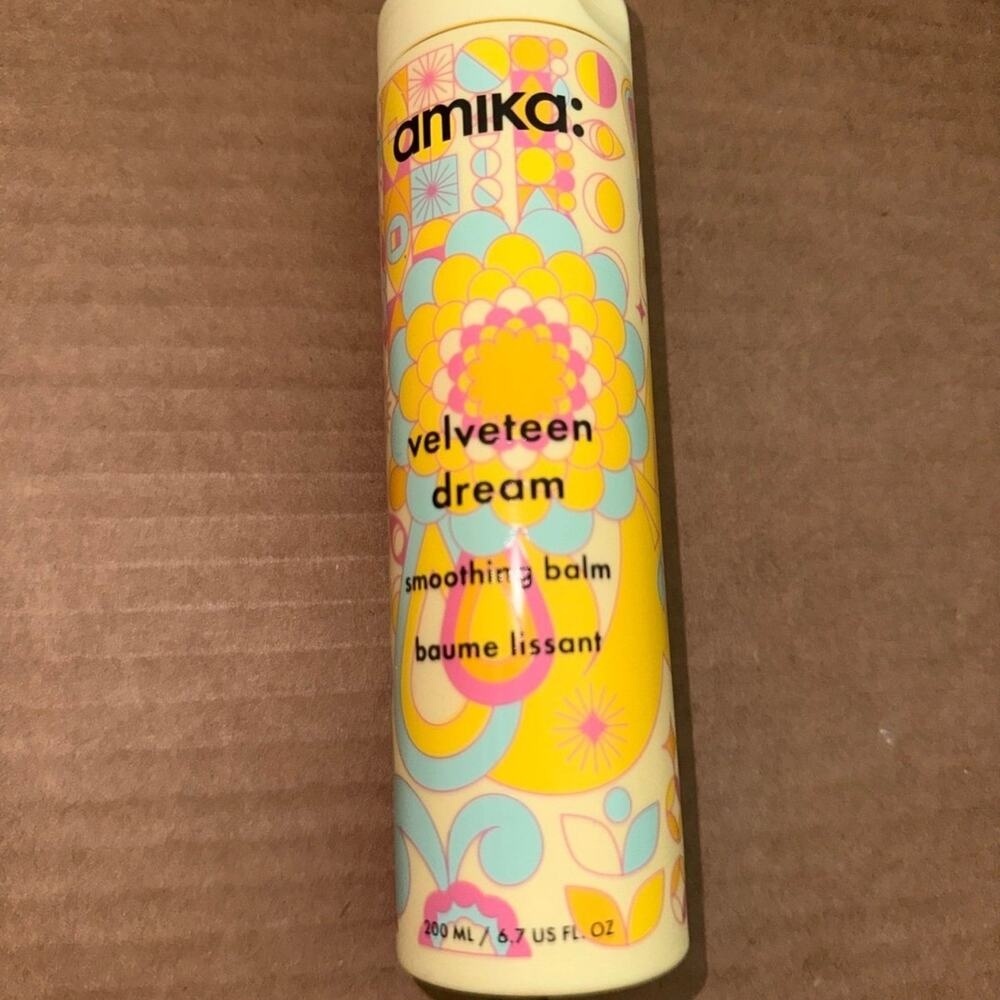 amika:
velveteen
dream
smoothing balm
baume lissant
200 ML / 6.7 US FL. OZ